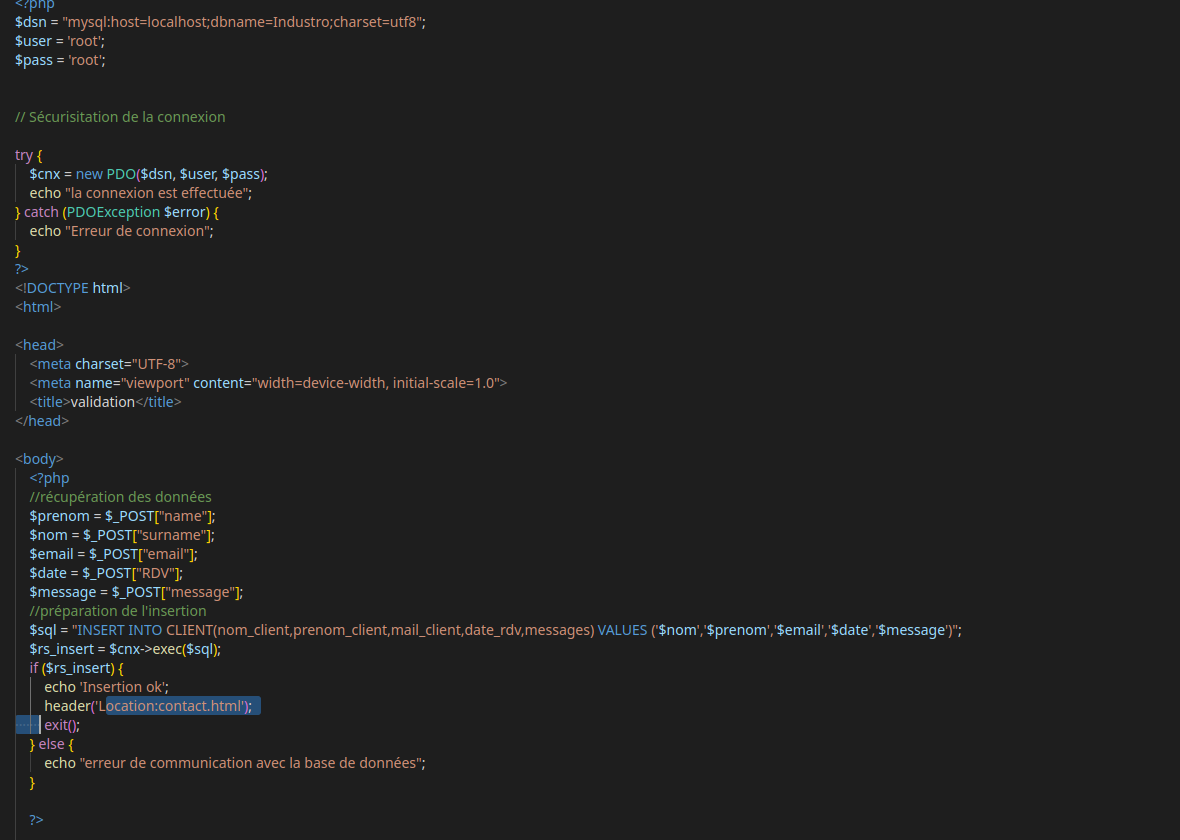 <?php
$dsn = "mysql:host=localhost;dbname=Industro;charset=utf8";
$user = 'root';
$pass = 'root';
// Sécurisitation de la connexion
try {
$cnx = new PDO($dsn, $user, $pass);
echo "la connexion est effectuée";
} catch (PDOException $error) {
echo "Erreur de connexion";
}
?>
<!DOCTYPE html>
<html>
<head>
<meta charset="UTF-8">
<meta name="viewport" content="width=device-width, initial-scale=1.0">
<title>validation</title>
</head>
<body>
<?php
//récupération des données
$prenom = $_POST["name"];
$nom = $_POST["surname"];
$email = $_POST["email"];
$date = $_POST["RDV"];
$message = $_POST["message"];
//préparation de l'insertion
$sql = "INSERT INTO CLIENT(nom_client,prenom_client,mail_client,date_rdv,messages) VALUES ('$nom','$prenom','$email','$date','$message')";
$rs_insert = $cnx->exec($sql);
if ($rs_insert) {
echo 'Insertion ok';
header('Location:contact.html');
exit();
} else {
echo "erreur de communication avec la base de données";
}
?>